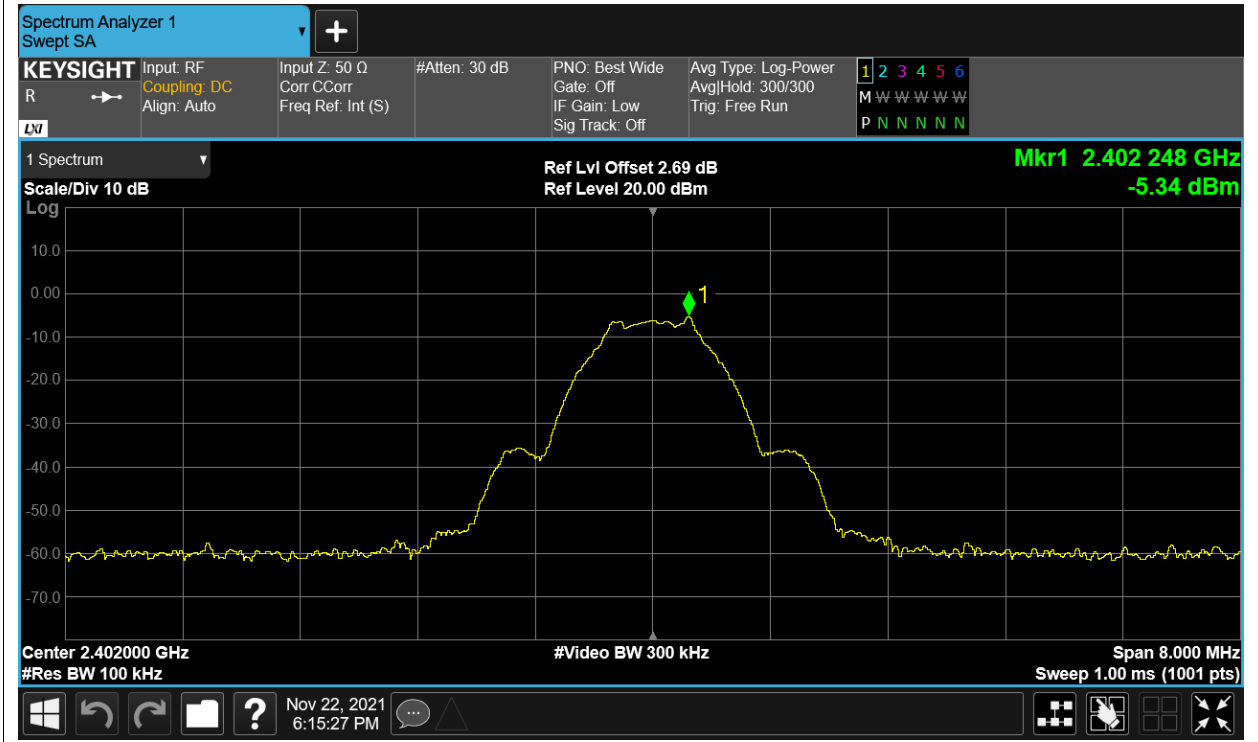 Spectrum Analyzer 1
Swept SA
+
KEYSIGHT
R
LXI
Input: RF
Coupling: DC
Align: Auto
Input Z: 50 Ω
Corr CCorr
Freq Ref: Int (S)
#Atten: 30 dB
PNO: Best Wide
Gate: Off
IF Gain: Low
Sig Track: Off
Avg Type: Log-Power
Avg|Hold: 300/300
Trig: Free Run
1 2 3 4 5 6
M W W W W W W
P N N N N N N
1 Spectrum
Scale/Div 10 dB
Log
Ref Lvl Offset 2.69 dB
Ref Level 20.00 dBm
Mkr1 2.402 248 GHz
-5.34 dBm
1
10.0
0.00
-10.0
-20.0
-30.0
-40.0
-50.0
-60.0
-70.0
Center 2.402000 GHz
#Res BW 100 kHz
#Video BW 300 kHz
Span 8.000 MHz
Sweep 1.00 ms (1001 pts)
?
Nov 22, 2021
6:15:27 PM